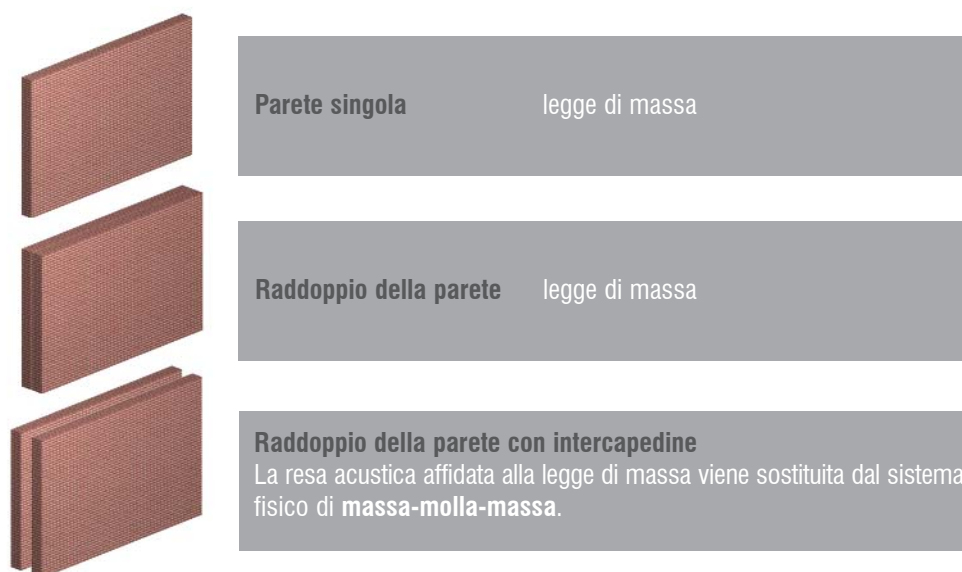 Parete singola legge di massa
Raddoppio della parete legge di massa
Raddoppio della parete con intercapedine
La resa acustica affidata alla legge di massa viene sostituita dal sistema
fisico di massa-molla-massa.